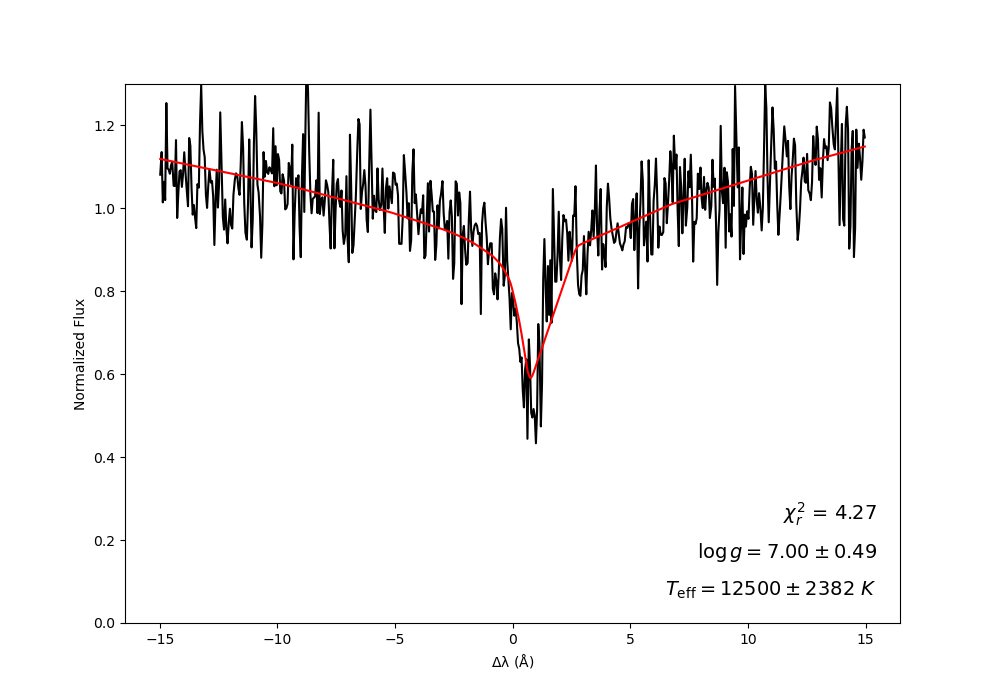 1.2
1.0
0.8
0.6
0.4
0.2
0.0
Normalized Flux
χ²ᵣ = 4.27
log g = 7.00 ± 0.49
T_eff = 12500 ± 2382 K
−15 −10 −5 0 5 10 15
Δλ (Å)